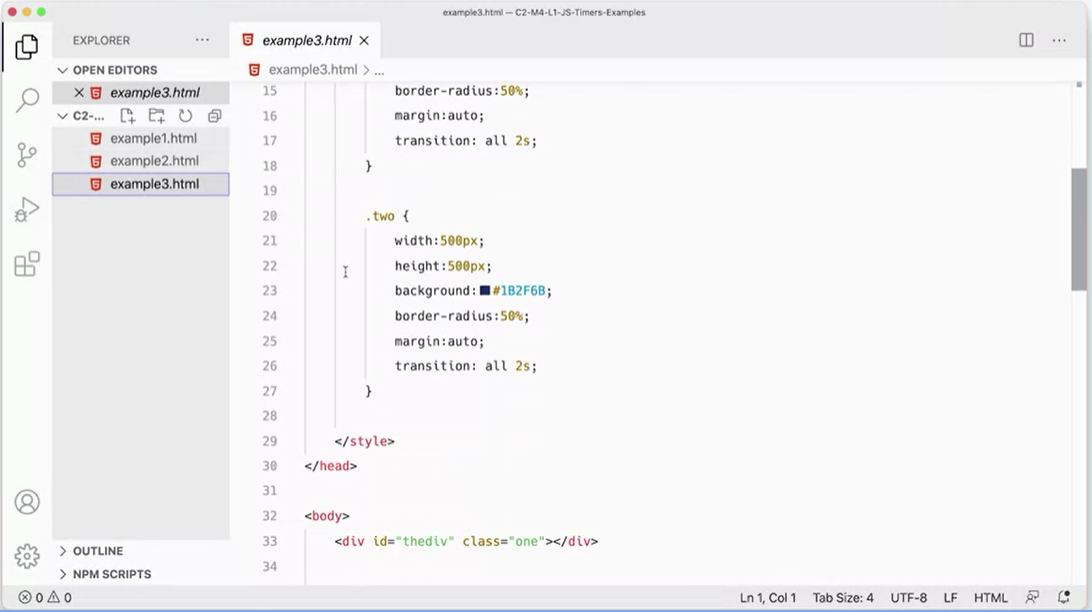 example3.html — C2-M4-L1-JS-Timers-Examples
EXPLORER
example3.html
OPEN EDITORS
example3.html > ...
example3.html
C2-...
example1.html
example2.html
example3.html
15 border-radius:50%;
16 margin:auto;
17 transition: all 2s;
18 }
19
20 .two {
21 width:500px;
22 height:500px;
23 background: #1B2F6B;
24 border-radius:50%;
25 margin:auto;
26 transition: all 2s;
27 }
28
29 </style>
30 </head>
31
32 <body>
33 <div id="thediv" class="one"></div>
34
OUTLINE
NPM SCRIPTS
0 0
Ln 1, Col 1 Tab Size: 4 UTF-8 LF HTML